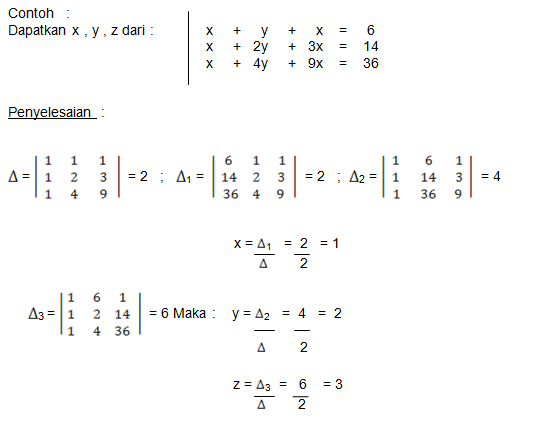 Contoh :
Dapatkan x , y , z dari :
x + y + x = 6
x + 2y + 3x = 14
x + 4y + 9x = 36
Penyelesaian :
Δ = | 1 1 1 | = 2 ; Δ1 = | 6 1 1 | = 2 ; Δ2 = | 1 6 1 | = 4
1 2 3 14 2 3 1 14 3
1 4 9 36 4 9 1 36 9
x = Δ1 = 2 = 1
Δ 2
Δ3 = | 1 6 1 | = 6 Maka : y = Δ2 = 4 = 2
1 2 14
1 4 36
Δ 2
z = Δ3 = 6 = 3
Δ 2